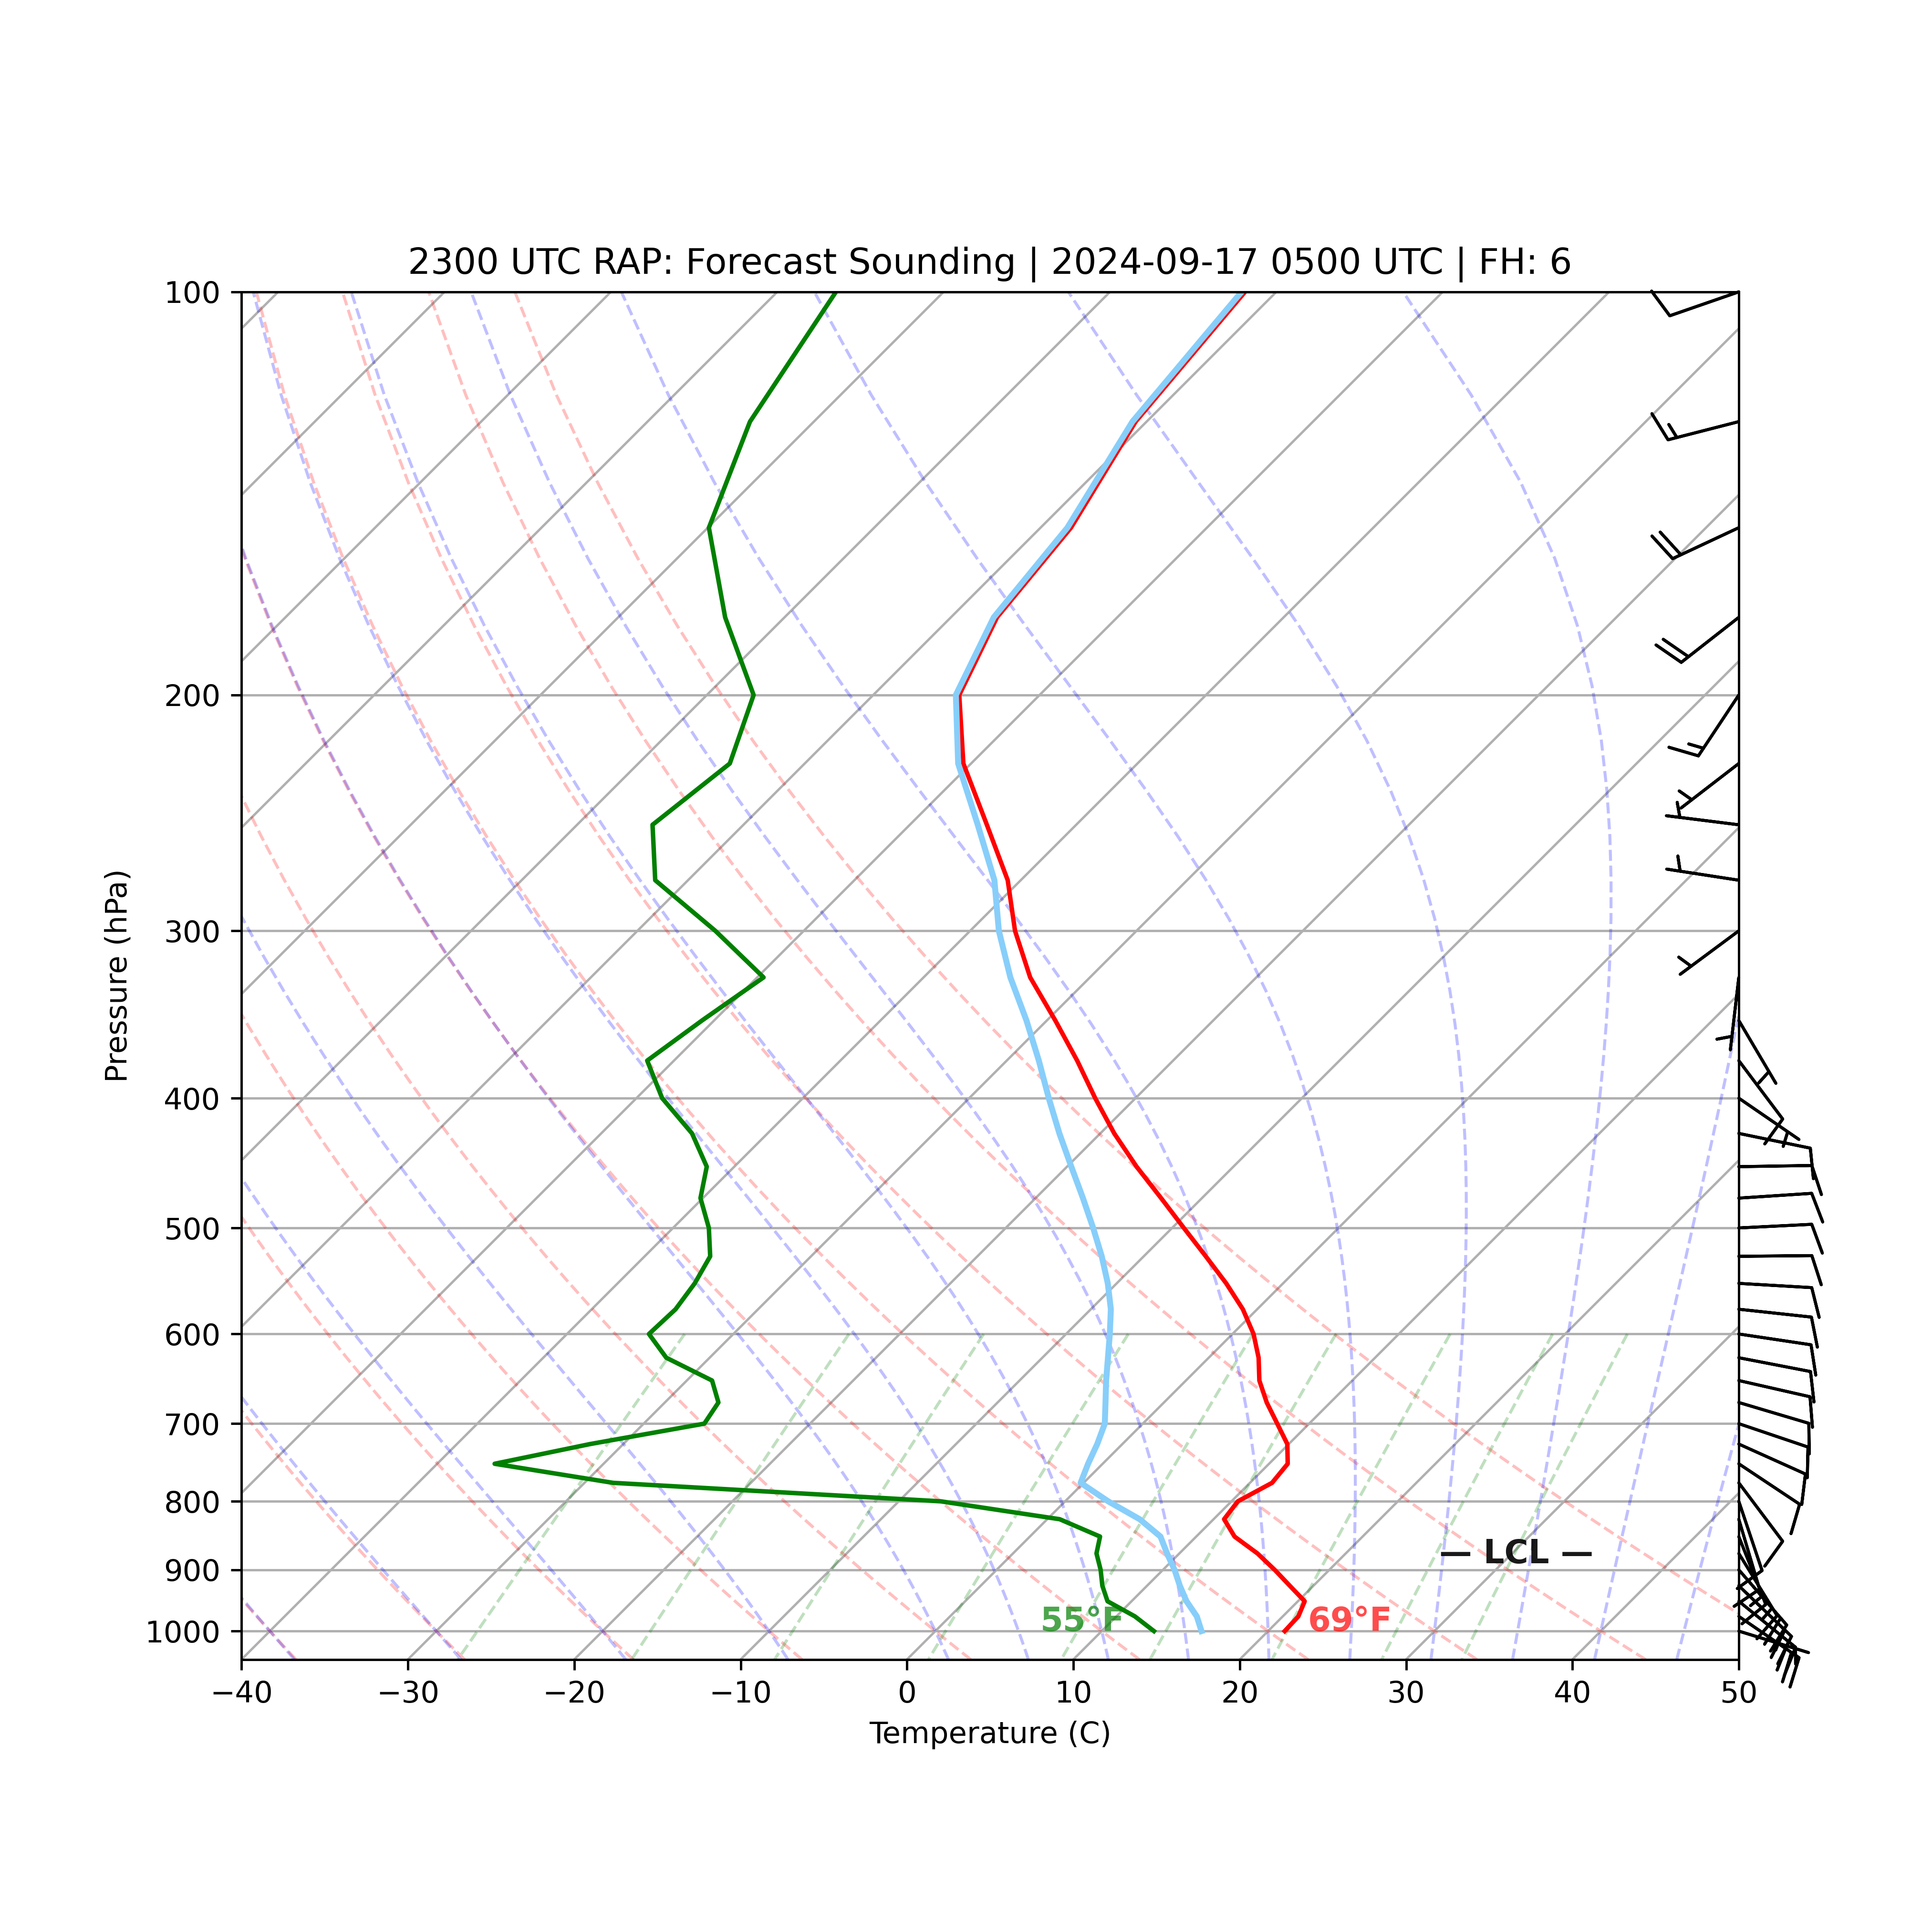 2300 UTC RAP: Forecast Sounding | 2024-09-17 0500 UTC | FH: 6
100
200
300
400
500
600
700
800
900
1000
Pressure (hPa)
— LCL —
55°F
69°F
−40 −30 −20 −10 0 10 20 30 40 50
Temperature (C)